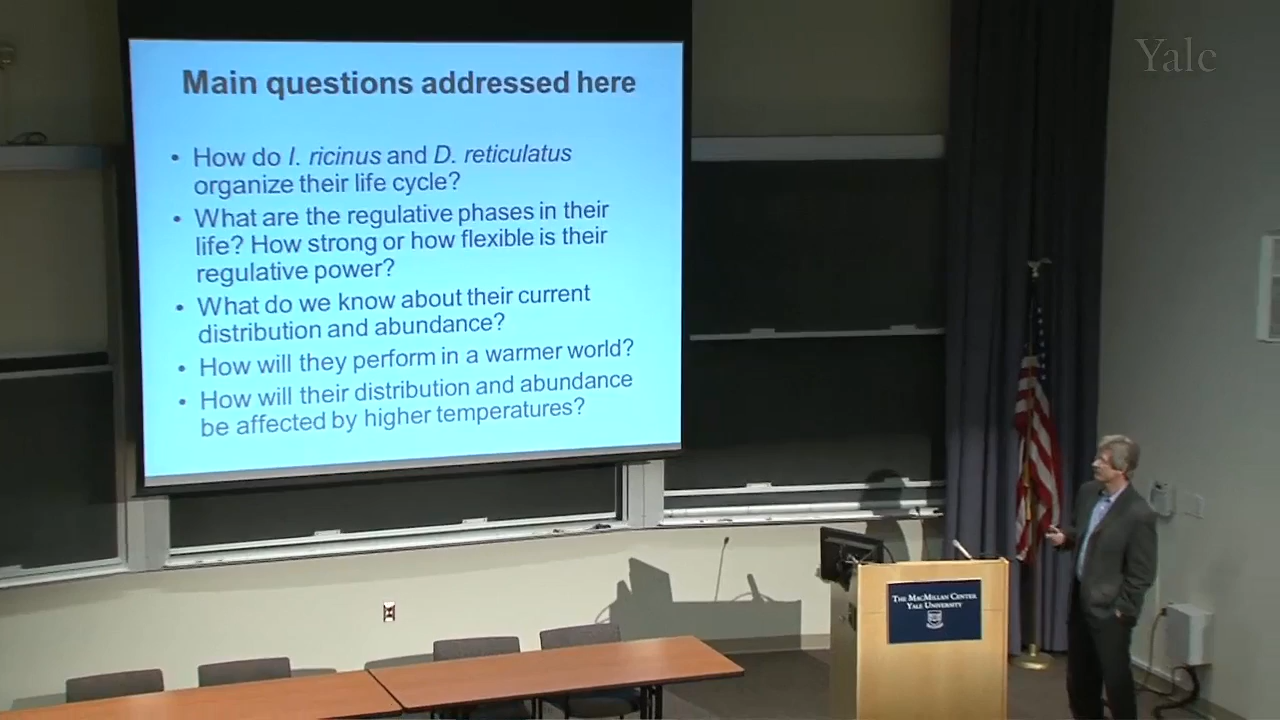 Yale
Main questions addressed here
• How do I. ricinus and D. reticulatus
organize their life cycle?
• What are the regulative phases in their
life? How strong or how flexible is their
regulative power?
• What do we know about their current
distribution and abundance?
• How will they perform in a warmer world?
• How will their distribution and abundance
be affected by higher temperatures?
THE MACMILLAN CENTER
YALE UNIVERSITY